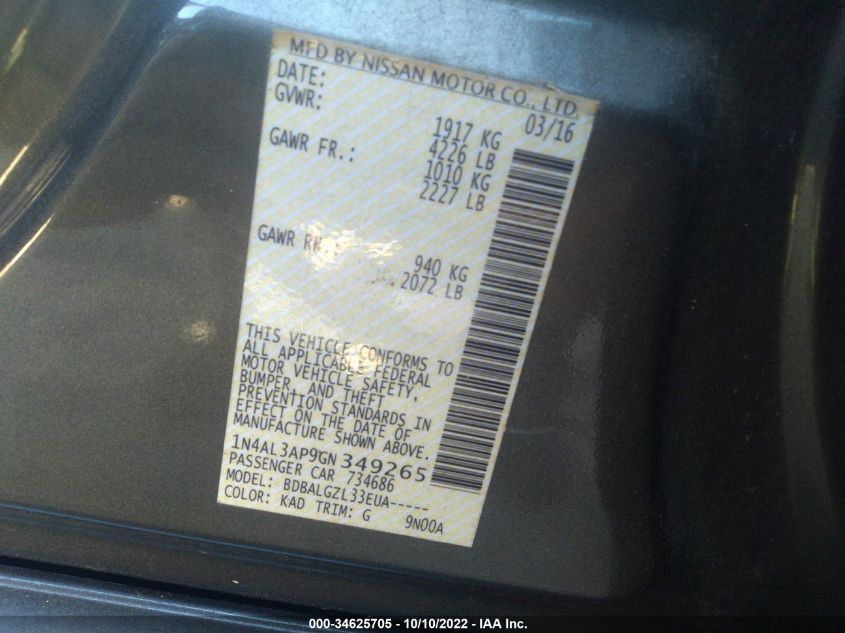 MFD BY NISSAN MOTOR CO., LTD.
DATE: 03/16
GVWR: 1917 KG
4226 LB
GAWR FR.: 1010 KG
2227 LB
GAWR RR.: 940 KG
2072 LB
THIS VEHICLE CONFORMS TO
ALL APPLICABLE FEDERAL
MOTOR VEHICLE SAFETY,
BUMPER, AND THEFT
PREVENTION STANDARDS IN
EFFECT ON THE DATE OF
MANUFACTURE SHOWN ABOVE.
1N4AL3AP9GN349265
PASSENGER CAR 734686
MODEL: BDBALGZL33EUA-----
COLOR: KAD TRIM: G 9N00A
000-34625705 - 10/10/2022 - IAA Inc.